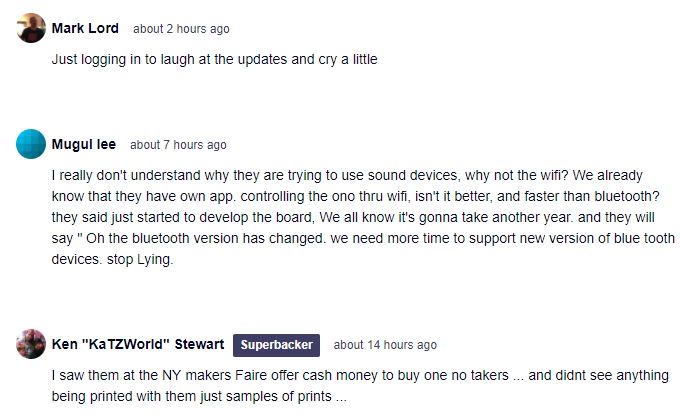 Mark Lord about 2 hours ago
Just logging in to laugh at the updates and cry a little
Mugul lee about 7 hours ago
I really don't understand why they are trying to use sound devices, why not the wifi? We already
know that they have own app. controlling the ono thru wifi, isn't it better, and faster than bluetooth?
they said just started to develop the board, We all know it's gonna take another year. and they will
say " Oh the bluetooth version has changed. we need more time to support new version of blue tooth
devices. stop Lying.
Ken "KaTZWorld" Stewart Superbacker about 14 hours ago
I saw them at the NY makers Faire offer cash money to buy one no takers ... and didnt see anything
being printed with them just samples of prints ...